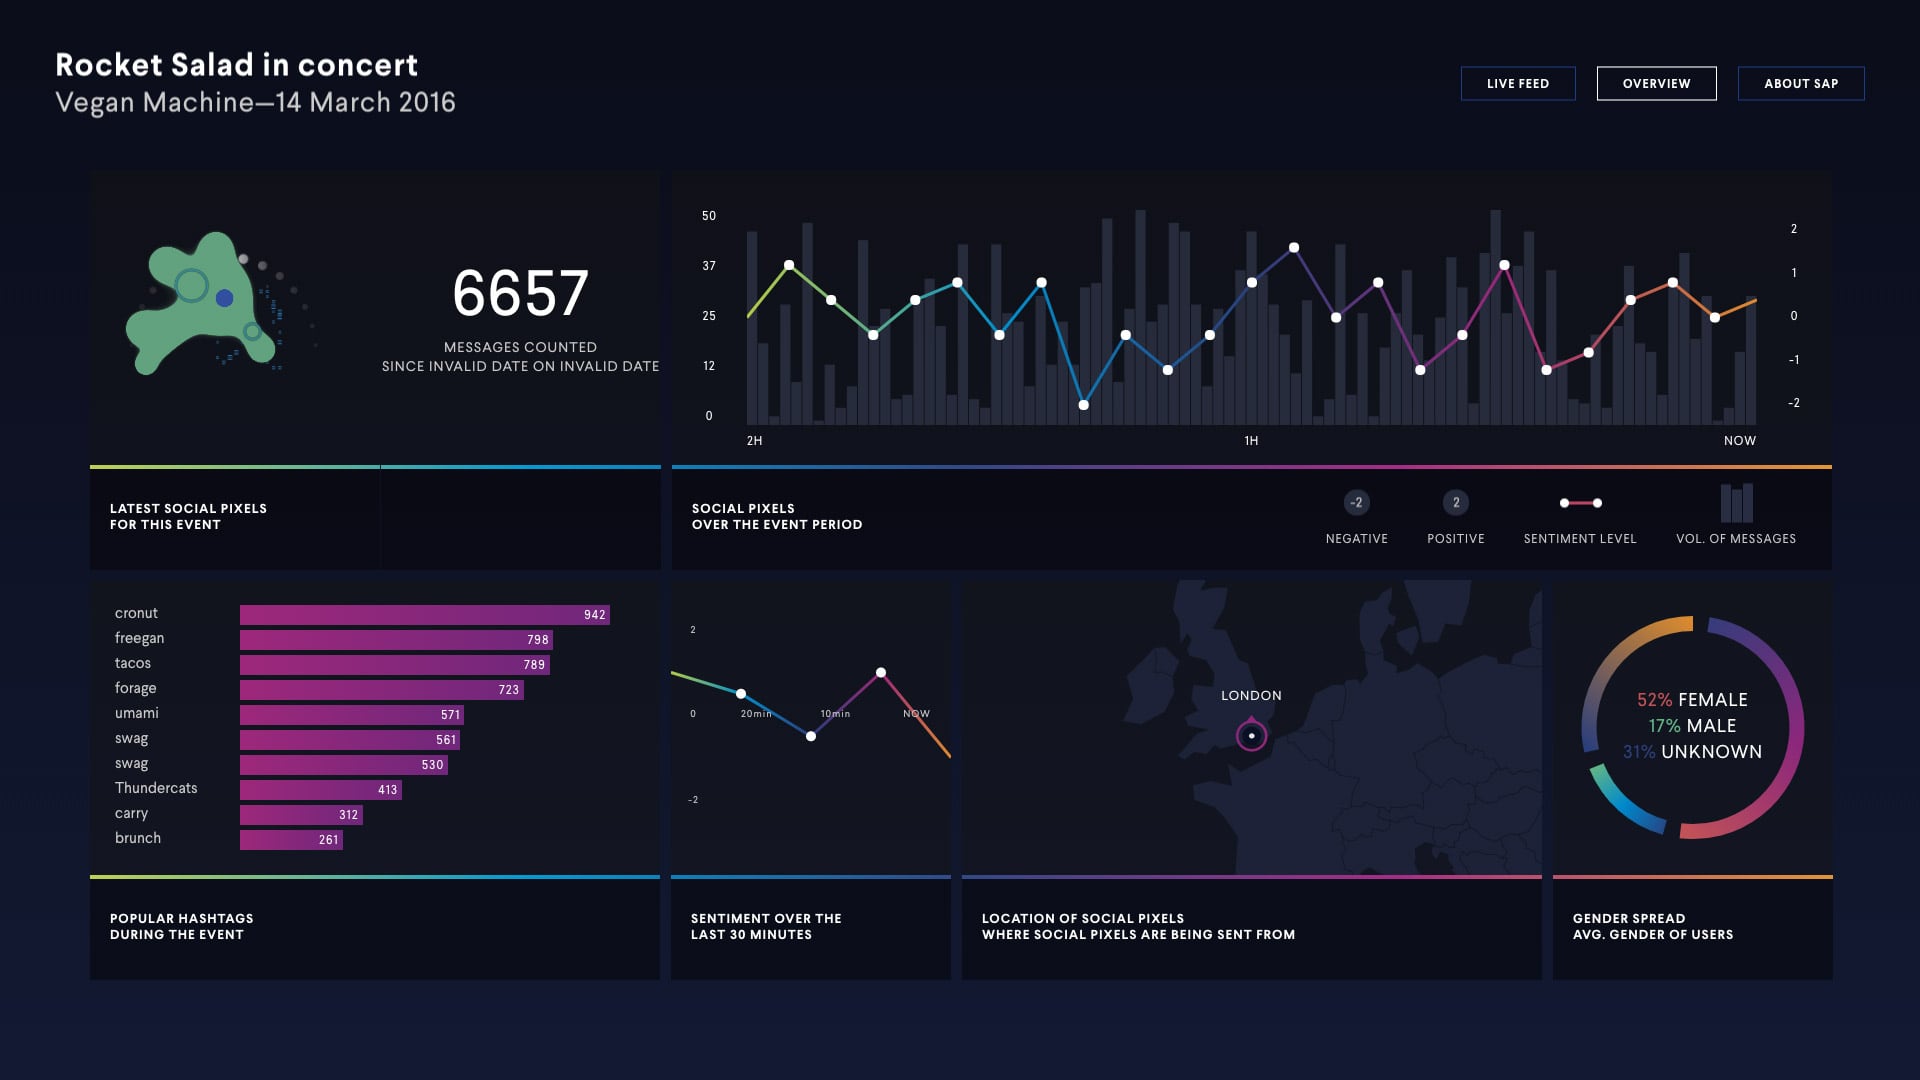 Rocket Salad in concert
Vegan Machine—14 March 2016
LIVE FEED
OVERVIEW
ABOUT SAP
6657
MESSAGES COUNTED
SINCE INVALID DATE ON INVALID DATE
50
37
25
12
0
2
1
0
-1
-2
2H
1H
NOW
LATEST SOCIAL PIXELS
FOR THIS EVENT
SOCIAL PIXELS
OVER THE EVENT PERIOD
-2
NEGATIVE
2
POSITIVE
SENTIMENT LEVEL
VOL. OF MESSAGES
cronut 942
freegan 798
tacos 789
forage 723
umami 571
swag 561
swag 530
Thundercats 413
carry 312
brunch 261
2
0
20min
10min
NOW
-2
LONDON
52% FEMALE
17% MALE
31% UNKNOWN
POPULAR HASHTAGS
DURING THE EVENT
SENTIMENT OVER THE
LAST 30 MINUTES
LOCATION OF SOCIAL PIXELS
WHERE SOCIAL PIXELS ARE BEING SENT FROM
GENDER SPREAD
AVG. GENDER OF USERS